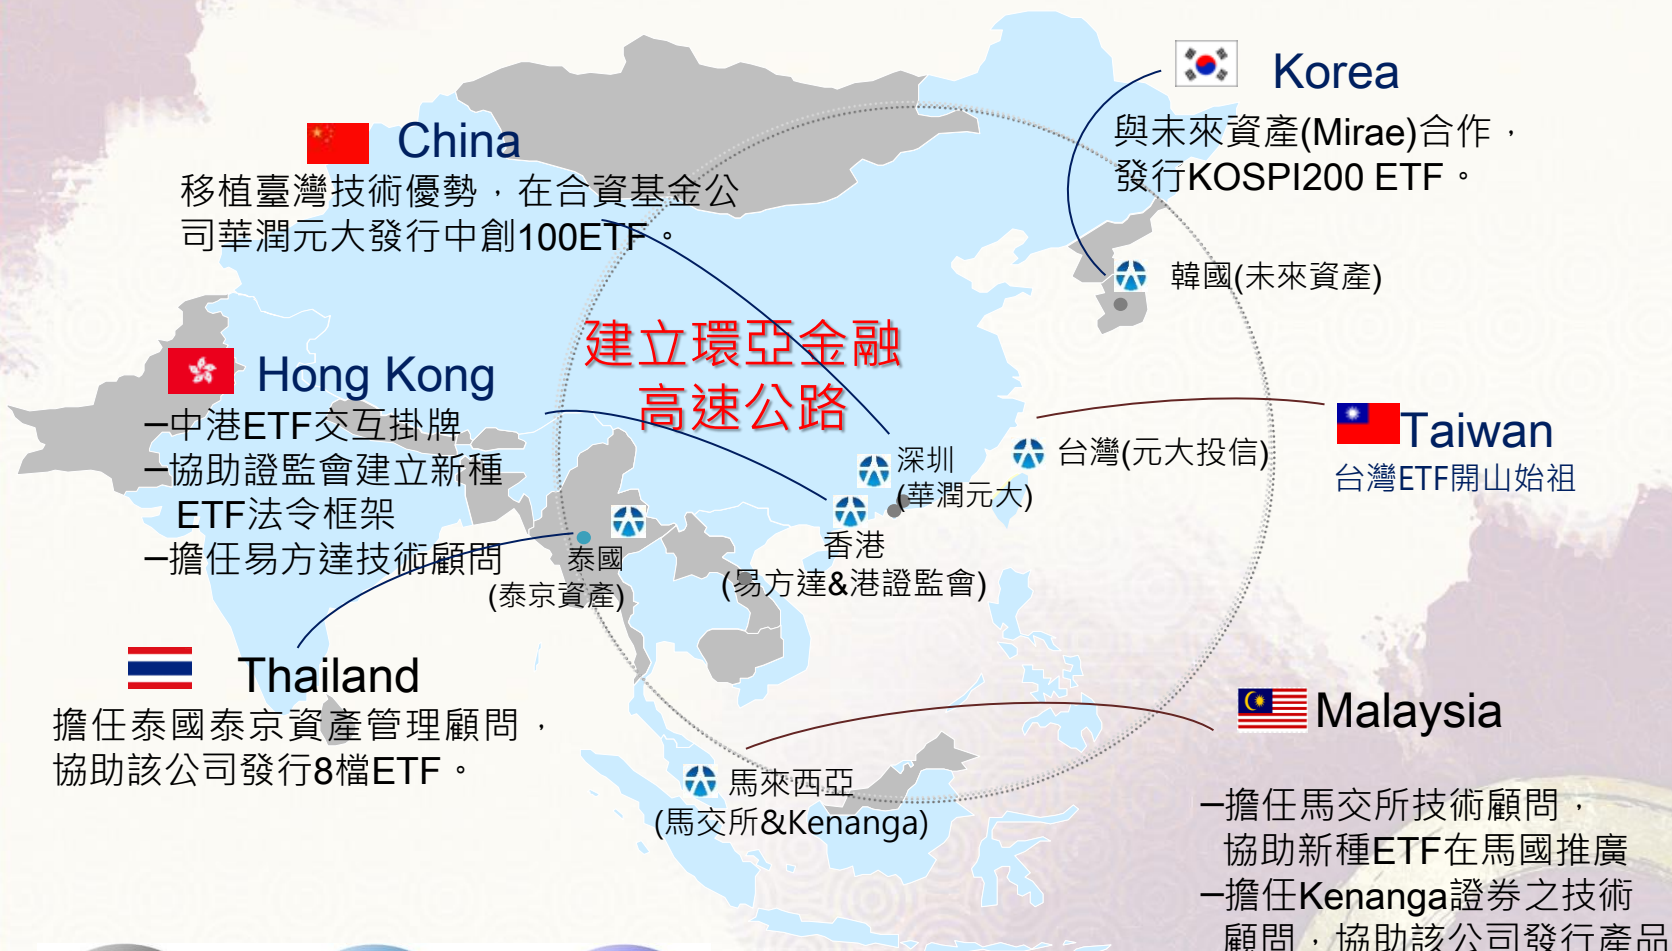 Korea
與未來資產(Mirae)合作，
發行KOSPI200 ETF。
China
移植臺灣技術優勢，在合資基金公
司華潤元大發行中創100ETF。
韓國(未來資產)
建立環亞金融
高速公路
Hong Kong
–中港ETF交互掛牌
–協助證監會建立新種
ETF法令框架
–擔任易方達技術顧問
深圳
(華潤元大)
台灣(元大投信)
Taiwan
台灣ETF開山始祖
香港
(易方達&港證監會)
泰國
(泰京資產)
Thailand
擔任泰國泰京資產管理顧問，
協助該公司發行8檔ETF。
馬來西亞
(馬交所&Kenanga)
Malaysia
–擔任馬交所技術顧問，
協助新種ETF在馬國推廣
–擔任Kenanga證券之技術
顧問，協助該公司發行產品